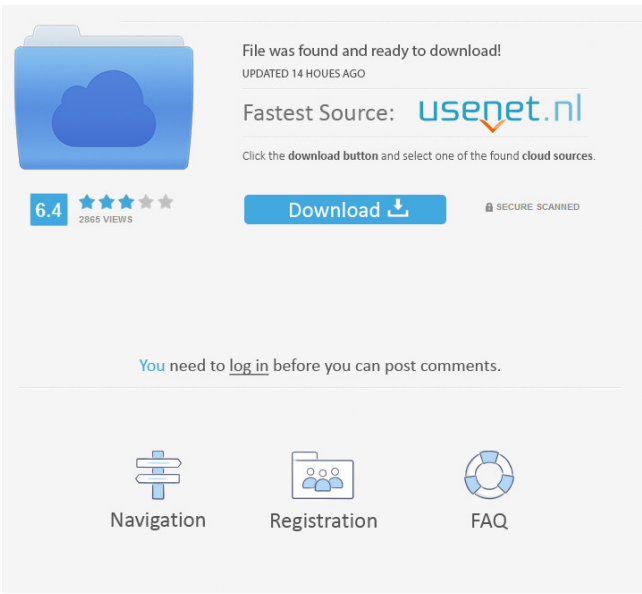 File was found and ready to download!
UPDATED 14 HOUES AGO
Fastest Source: usenet.nl
Click the download button and select one of the found cloud sources.
6.4
2865 VIEWS
Download
SECURE SCANNED
You need to log in before you can post comments.
Navigation
Registration
FAQ